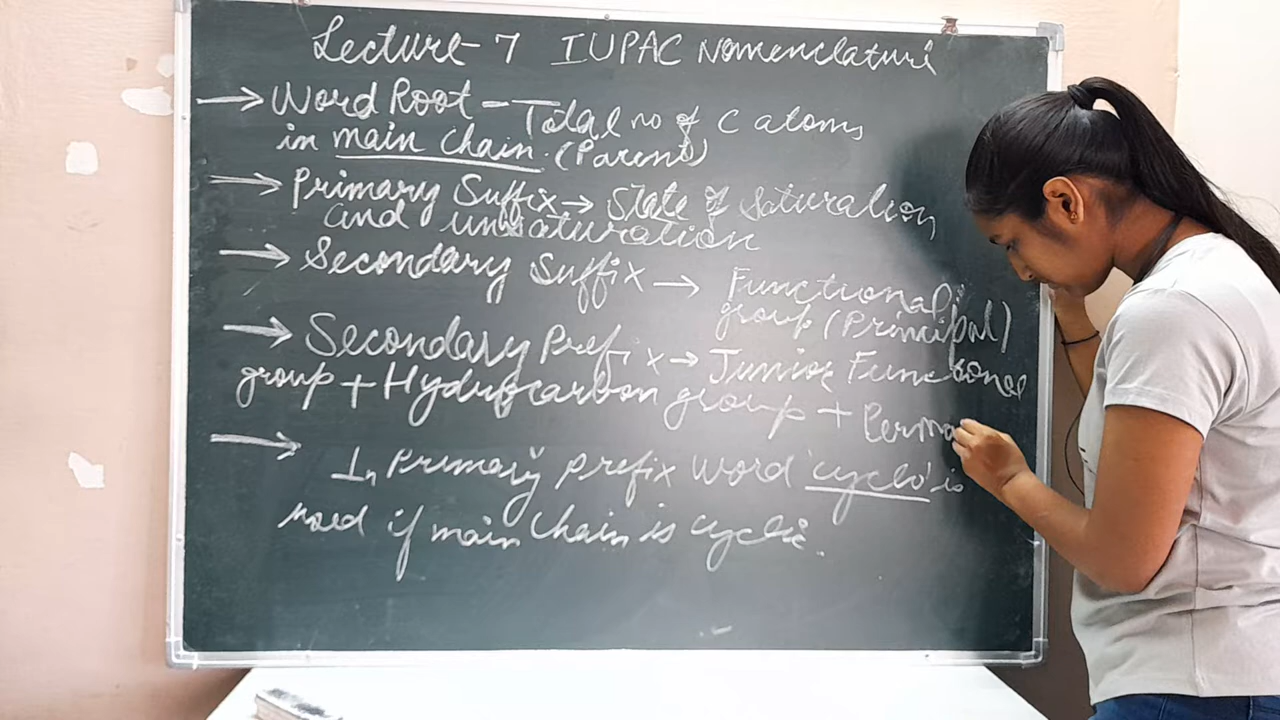 Lecture-7 IUPAC Nomenclature
→ Word Root - Total no of C atoms
in main chain. (Parent)
→ Primary Suffix → State of Saturation
and unsaturation
→ Secondary Suffix → Functional
group (Principal)
→ Secondary Prefix → Junior Functional
group + Hydrocarbon group + Perma
→ In Primary prefix word 'cyclo' is
used if main chain is cyclic.